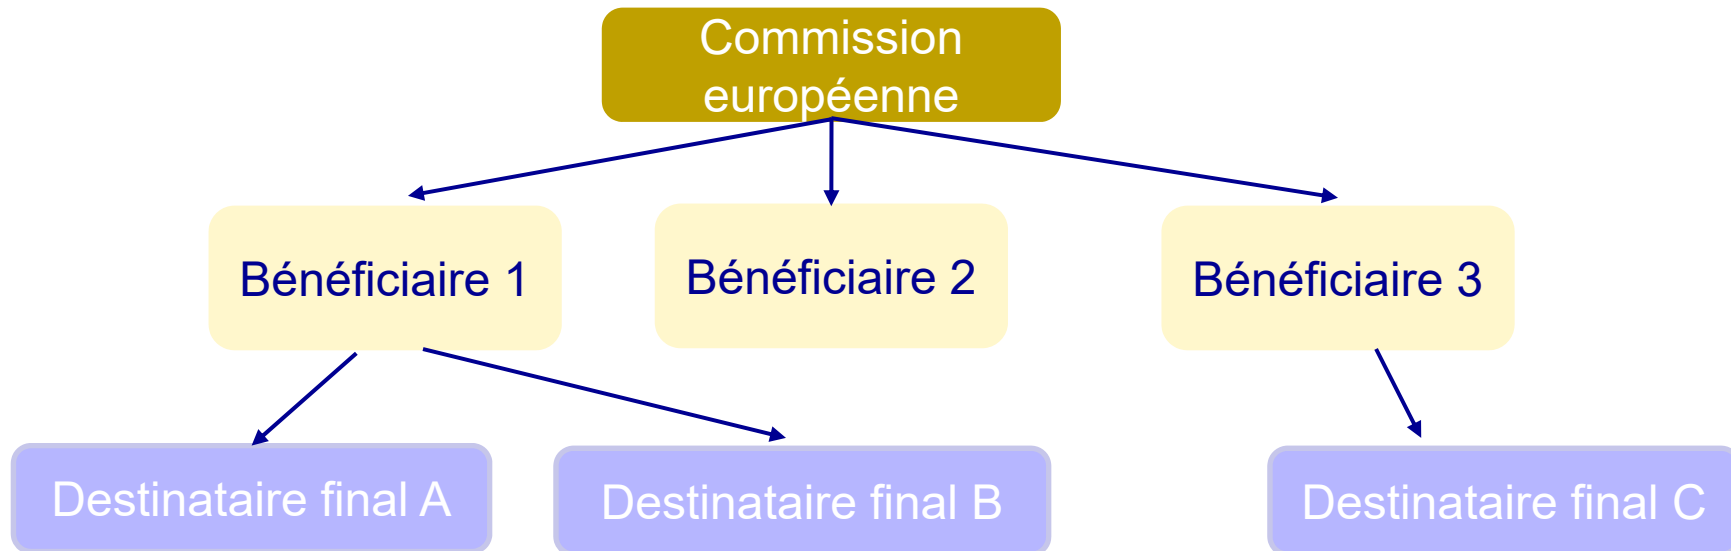 Commission
européenne
Bénéficiaire 1
Bénéficiaire 2
Bénéficiaire 3
Destinataire final A
Destinataire final B
Destinataire final C